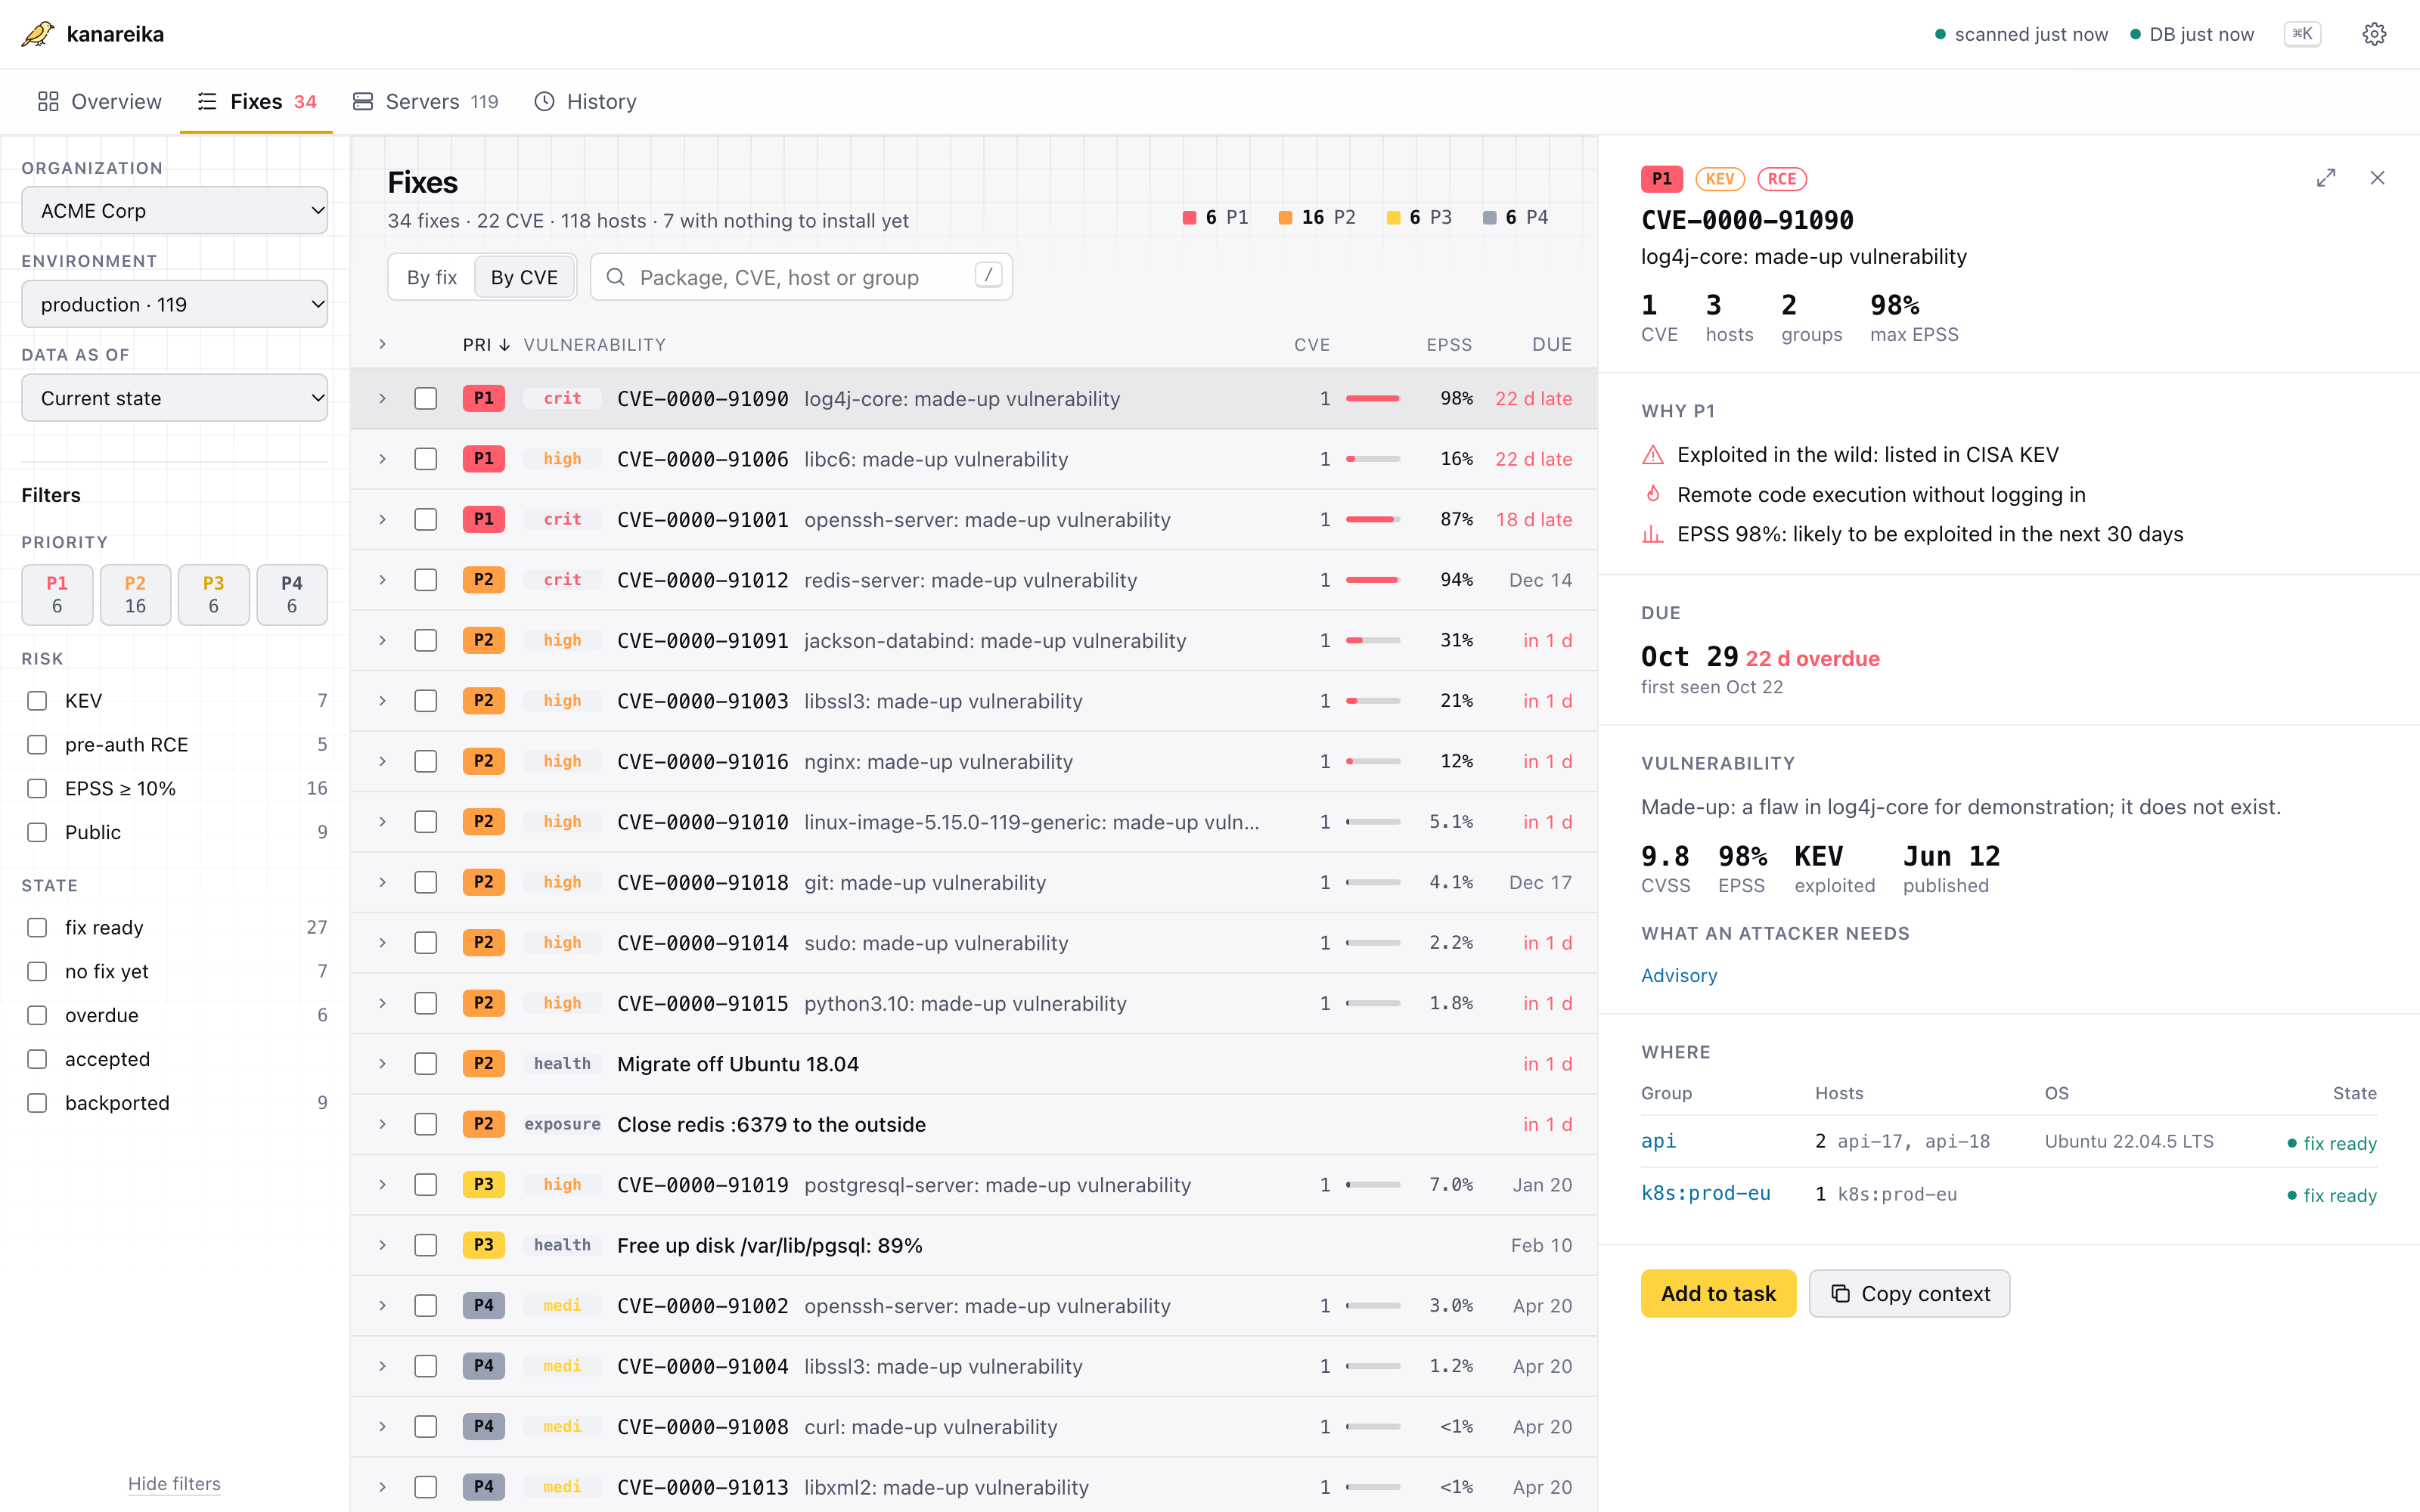 kanareika
scanned just now
DB just now
⌘K
Overview
Fixes 34
Servers 119
History
ORGANIZATION
ACME Corp
ENVIRONMENT
production · 119
DATA AS OF
Current state
Filters
PRIORITY
P1 P2 P3 P4
6 16 6 6
RISK
KEV 7
pre-auth RCE 5
EPSS ≥ 10% 16
Public 9
STATE
fix ready 27
no fix yet 7
overdue 6
accepted
backported 9
Hide filters
Fixes
34 fixes · 22 CVE · 118 hosts · 7 with nothing to install yet
6 P1 16 P2 6 P3 6 P4
By fix By CVE
Package, CVE, host or group /
PRI ↓ VULNERABILITY CVE EPSS DUE
P1 crit CVE-0000-91090 log4j-core: made-up vulnerability 1 98% 22 d late
P1 high CVE-0000-91006 libc6: made-up vulnerability 1 16% 22 d late
P1 crit CVE-0000-91001 openssh-server: made-up vulnerability 1 87% 18 d late
P2 crit CVE-0000-91012 redis-server: made-up vulnerability 1 94% Dec 14
P2 high CVE-0000-91091 jackson-databind: made-up vulnerability 1 31% in 1 d
P2 high CVE-0000-91003 libssl3: made-up vulnerability 1 21% in 1 d
P2 high CVE-0000-91016 nginx: made-up vulnerability 1 12% in 1 d
P2 high CVE-0000-91010 linux-image-5.15.0-119-generic: made-up vuln... 1 5.1% in 1 d
P2 high CVE-0000-91018 git: made-up vulnerability 1 4.1% Dec 17
P2 high CVE-0000-91014 sudo: made-up vulnerability 1 2.2% in 1 d
P2 high CVE-0000-91015 python3.10: made-up vulnerability 1 1.8% in 1 d
P2 health Migrate off Ubuntu 18.04 in 1 d
P2 exposure Close redis :6379 to the outside in 1 d
P3 high CVE-0000-91019 postgresql-server: made-up vulnerability 1 7.0% Jan 20
P3 health Free up disk /var/lib/pgsql: 89% Feb 10
P4 medi CVE-0000-91002 openssh-server: made-up vulnerability 1 3.0% Apr 20
P4 medi CVE-0000-91004 libssl3: made-up vulnerability 1 1.2% Apr 20
P4 medi CVE-0000-91008 curl: made-up vulnerability 1 <1% Apr 20
P4 medi CVE-0000-91013 libxml2: made-up vulnerability 1 <1% Apr 20
P1 KEV RCE
CVE-0000-91090
log4j-core: made-up vulnerability
1 3 2 98%
CVE hosts groups max EPSS
WHY P1
Exploited in the wild: listed in CISA KEV
Remote code execution without logging in
EPSS 98%: likely to be exploited in the next 30 days
DUE
Oct 29 22 d overdue
first seen Oct 22
VULNERABILITY
Made-up: a flaw in log4j-core for demonstration; it does not exist.
9.8 98% KEV Jun 12
CVSS EPSS exploited published
WHAT AN ATTACKER NEEDS
Advisory
WHERE
Group Hosts OS State
api 2 api-17, api-18 Ubuntu 22.04.5 LTS fix ready
k8s:prod-eu 1 k8s:prod-eu fix ready
Add to task Copy context